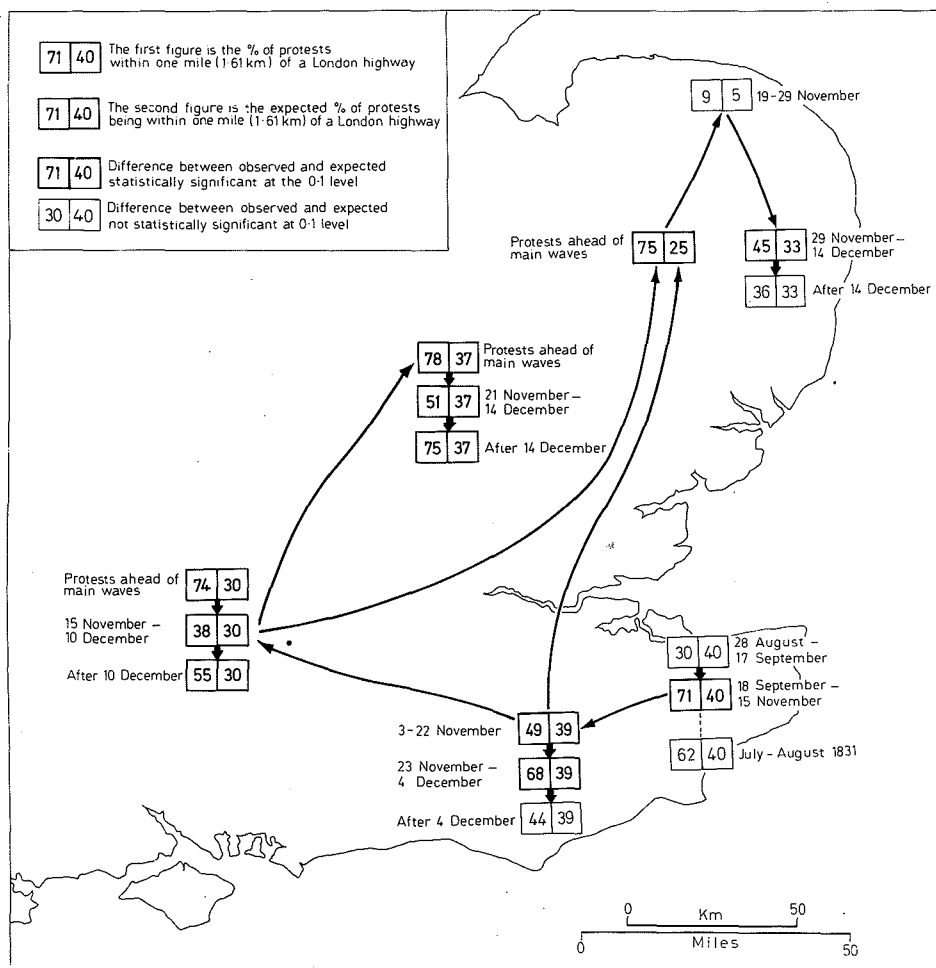 71 40 The first figure is the % of protests
within one mile (1·61 km) of a London highway
71 40 The second figure is the expected % of protests
being within one mile (1·61 km) of a London highway
71 40 Difference between observed and expected
statistically significant at the 0·1 level
30 40 Difference between observed and expected
not statistically significant at 0·1 level
9 5 19-29 November
Protests ahead of
main waves
75 25
45 33
29 November –
14 December
36 33 After 14 December
78 37
Protests ahead of
main waves
51 37
21 November –
14 December
75 37 After 14 December
Protests ahead of
main waves
74 30
15 November –
10 December
38 30
After 10 December 55 30
30 40
28 August –
17 September
71 40
18 September –
15 November
62 40 July – August 1831
3-22 November 49 39
23 November –
4 December
68 39
After 4 December 44 39
0 Km 50
0 Miles 50